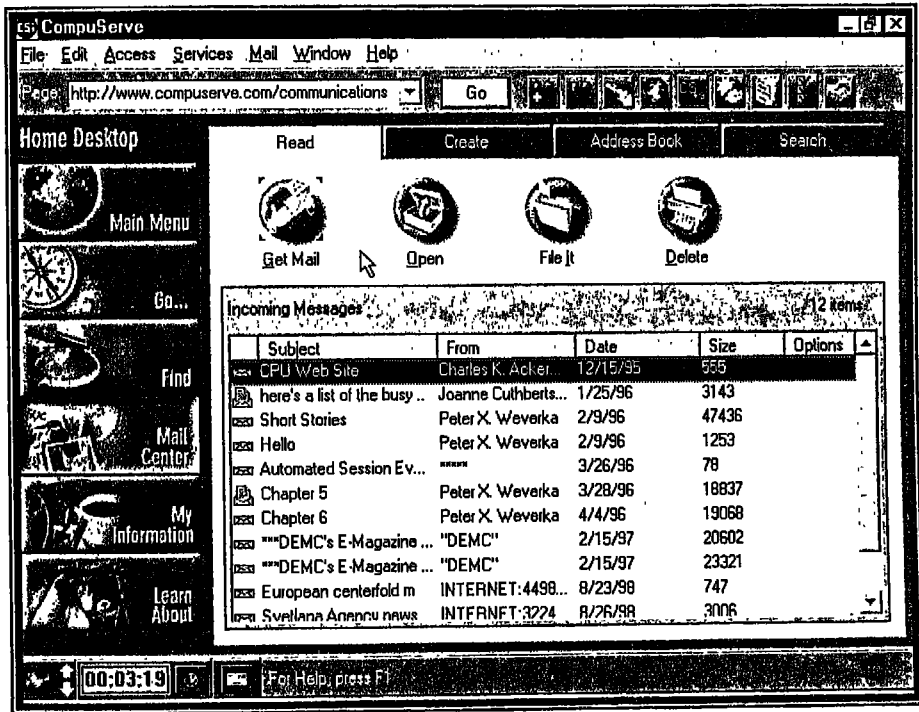 CompuServe
File Edit Access Services Mail Window Help
Page: http://www.compuserve.com/communications Go
Home Desktop
Read Create Address Book Search
Main Menu
Go...
Find
Mail Center
My Information
Learn About
Get Mail Open File It Delete
Incoming Messages 12 items
Subject From Date Size Options
CPU Web Site Charles K. Acker... 12/15/95 555
here's a list of the busy .. Joanne Cuthberts... 1/25/96 3143
Short Stories Peter X. Weverka 2/9/96 47436
Hello Peter X. Weverka 2/9/96 1253
Automated Session Ev... ***** 3/26/96 78
Chapter 5 Peter X. Weverka 3/28/96 18837
Chapter 6 Peter X. Weverka 4/4/96 19068
***DEMC's E-Magazine ... "DEMC" 2/15/97 20602
***DEMC's E-Magazine ... "DEMC" 2/15/97 23321
European centerfold m INTERNET:4498... 8/23/98 747
Svetlana Agency news INTERNET:3224 8/26/98 3006
00:03:19 For Help, press F1